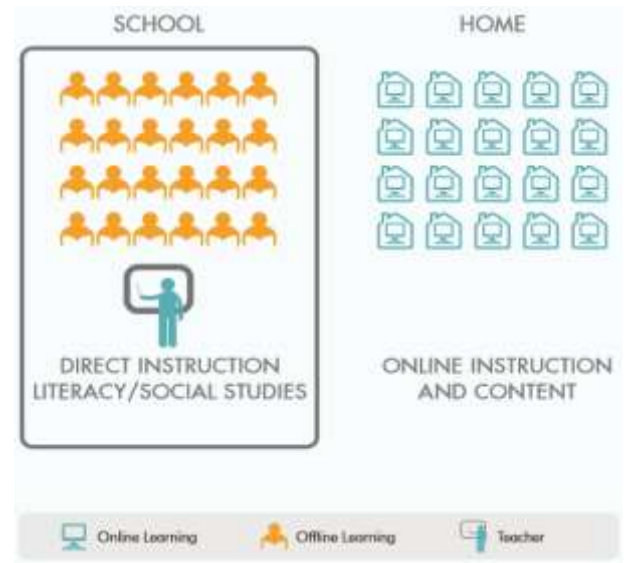 SCHOOL
HOME
DIRECT INSTRUCTION
LITERACY/SOCIAL STUDIES
ONLINE INSTRUCTION
AND CONTENT
Online Learning
Offline Learning
Teacher